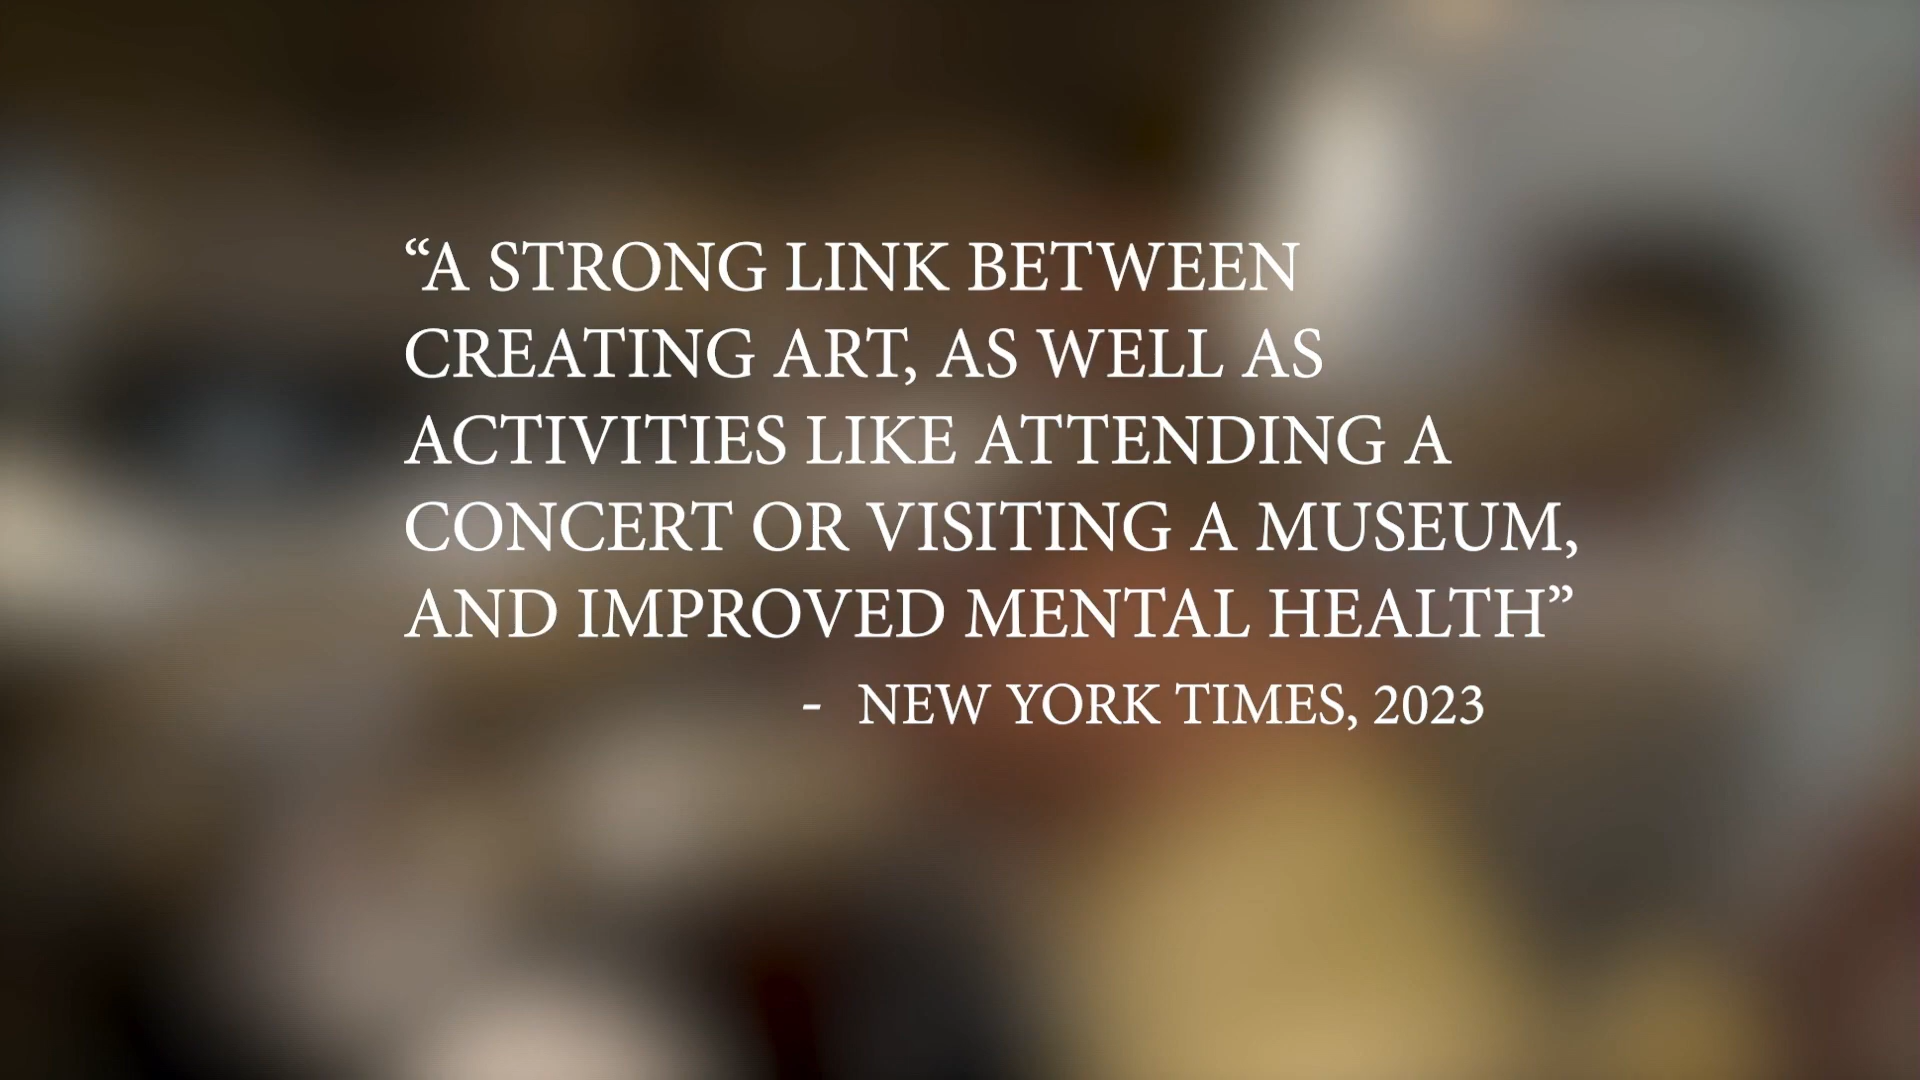 “A STRONG LINK BETWEEN
CREATING ART, AS WELL AS
ACTIVITIES LIKE ATTENDING A
CONCERT OR VISITING A MUSEUM,
AND IMPROVED MENTAL HEALTH”
- NEW YORK TIMES, 2023